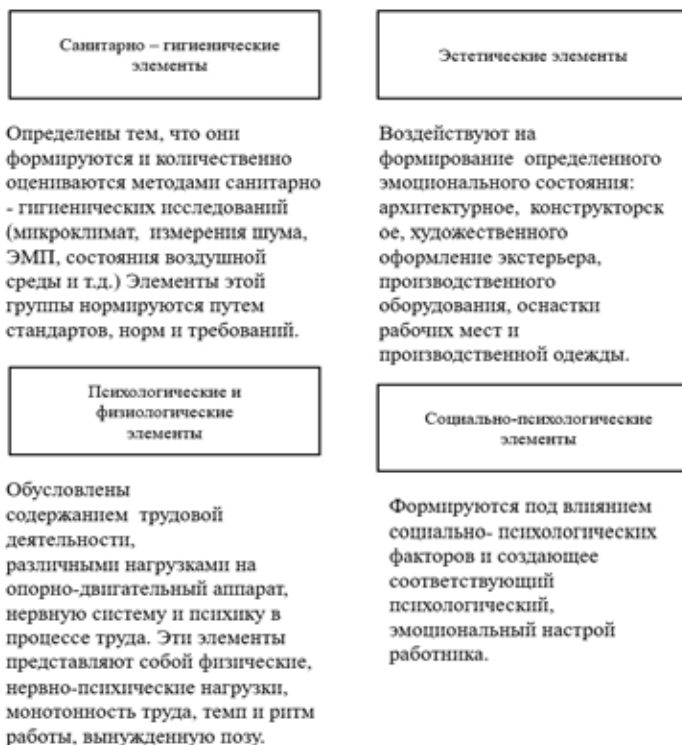 Санитарно – гигиенические
элементы
Определены тем, что они
формируются и количественно
оцениваются методами санитарно
- гигиенических исследований
(микроклимат, измерения шума,
ЭМП, состояния воздушной
среды и т.д.) Элементы этой
группы нормируются путем
стандартов, норм и требований.
Эстетические элементы
Воздействуют на
формирование определенного
эмоционального состояния:
архитектурное, конструкторск
ое, художественного
оформление экстерьера,
производственного
оборудования, оснастки
рабочих мест и
производственной одежды.
Психологические и
физиологические
элементы
Обусловлены
содержанием трудовой
деятельности,
различными нагрузками на
опорно-двигательный аппарат,
нервную систему и психику в
процессе труда. Эти элементы
представляют собой физические,
нервно-психические нагрузки,
монотонность труда, темп и ритм
работы, вынужденную позу.
Социально-психологические
элементы
Формируются под влиянием
социально- психологических
факторов и создающее
соответствующий
психологический,
эмоциональный настрой
работника.